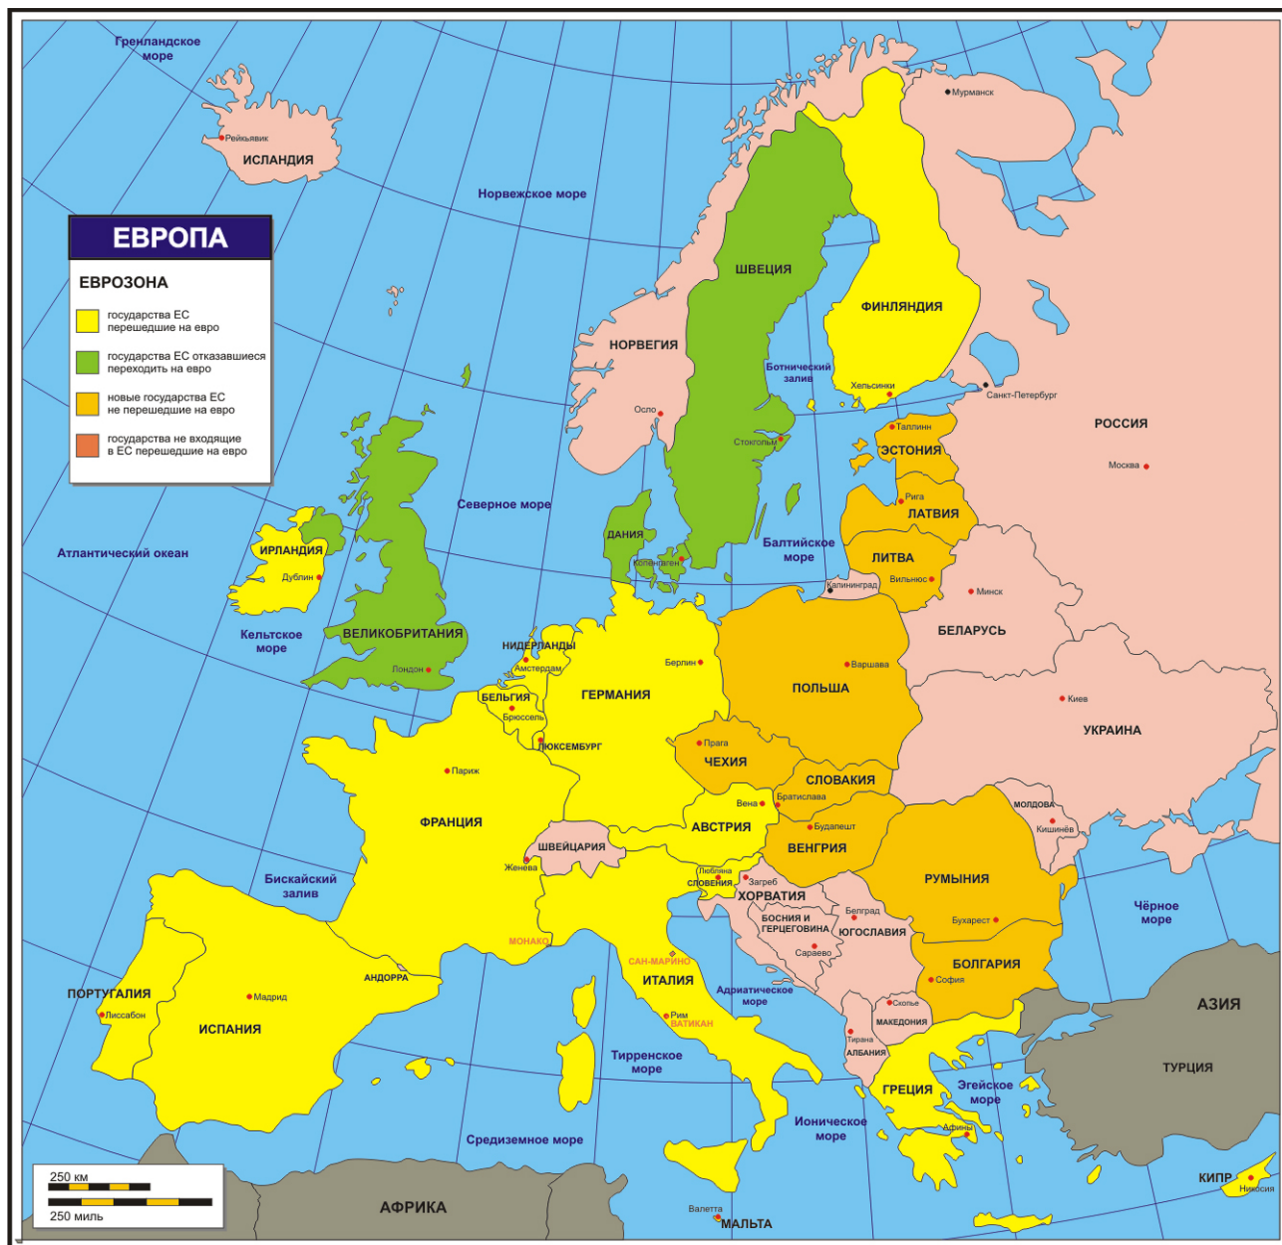 Гренландское
море
Мурманск
Рейкьявик
ИСЛАНДИЯ
Норвежское море
ЕВРОПА
ЕВРОЗОНА
государства ЕС
перешедшие на евро
государства ЕС отказавшиеся
переходить на евро
новые государства ЕС
не перешедшие на евро
государства не входящие
в ЕС перешедшие на евро
ШВЕЦИЯ
ФИНЛЯНДИЯ
НОРВЕГИЯ
Ботнический
залив
Хельсинки
Санкт-Петербург
Осло
Стокгольм
Таллинн
ЭСТОНИЯ
РОССИЯ
Москва
Северное море
Рига
ЛАТВИЯ
Атлантический океан
ИРЛАНДИЯ
Дублин
ДАНИЯ
Копенгаген
Балтийское
море
ЛИТВА
Вильнюс
Калининград
Минск
БЕЛАРУСЬ
Кельтское
море
ВЕЛИКОБРИТАНИЯ
Лондон
НИДЕРЛАНДЫ
Амстердам
Берлин
Варшава
ПОЛЬША
ГЕРМАНИЯ
БЕЛЬГИЯ
Брюссель
Киев
УКРАИНА
ЛЮКСЕМБУРГ
Прага
ЧЕХИЯ
Париж
СЛОВАКИЯ
Братислава
Вена
АВСТРИЯ
ФРАНЦИЯ
Будапешт
ВЕНГРИЯ
МОЛДОВА
Кишинёв
ШВЕЙЦАРИЯ
Женева
Любляна
СЛОВЕНИЯ
Загреб
ХОРВАТИЯ
РУМЫНИЯ
Бухарест
Бискайский
залив
БОСНИЯ И
ГЕРЦЕГОВИНА
Сараево
Белград
ЮГОСЛАВИЯ
Чёрное
море
МОНАКО
САН-МАРИНО
ИТАЛИЯ
БОЛГАРИЯ
София
АНДОРРА
ПОРТУГАЛИЯ
Лиссабон
Мадрид
ИСПАНИЯ
Адриатическое
море
Рим
ВАТИКАН
Скопье
МАКЕДОНИЯ
Тирана
АЛБАНИЯ
АЗИЯ
ТУРЦИЯ
Тирренское
море
ГРЕЦИЯ
Эгейское
море
Афины
Ионическое
море
Средиземное море
250 км
250 миль
АФРИКА
Валетта
МАЛЬТА
КИПР
Никосия